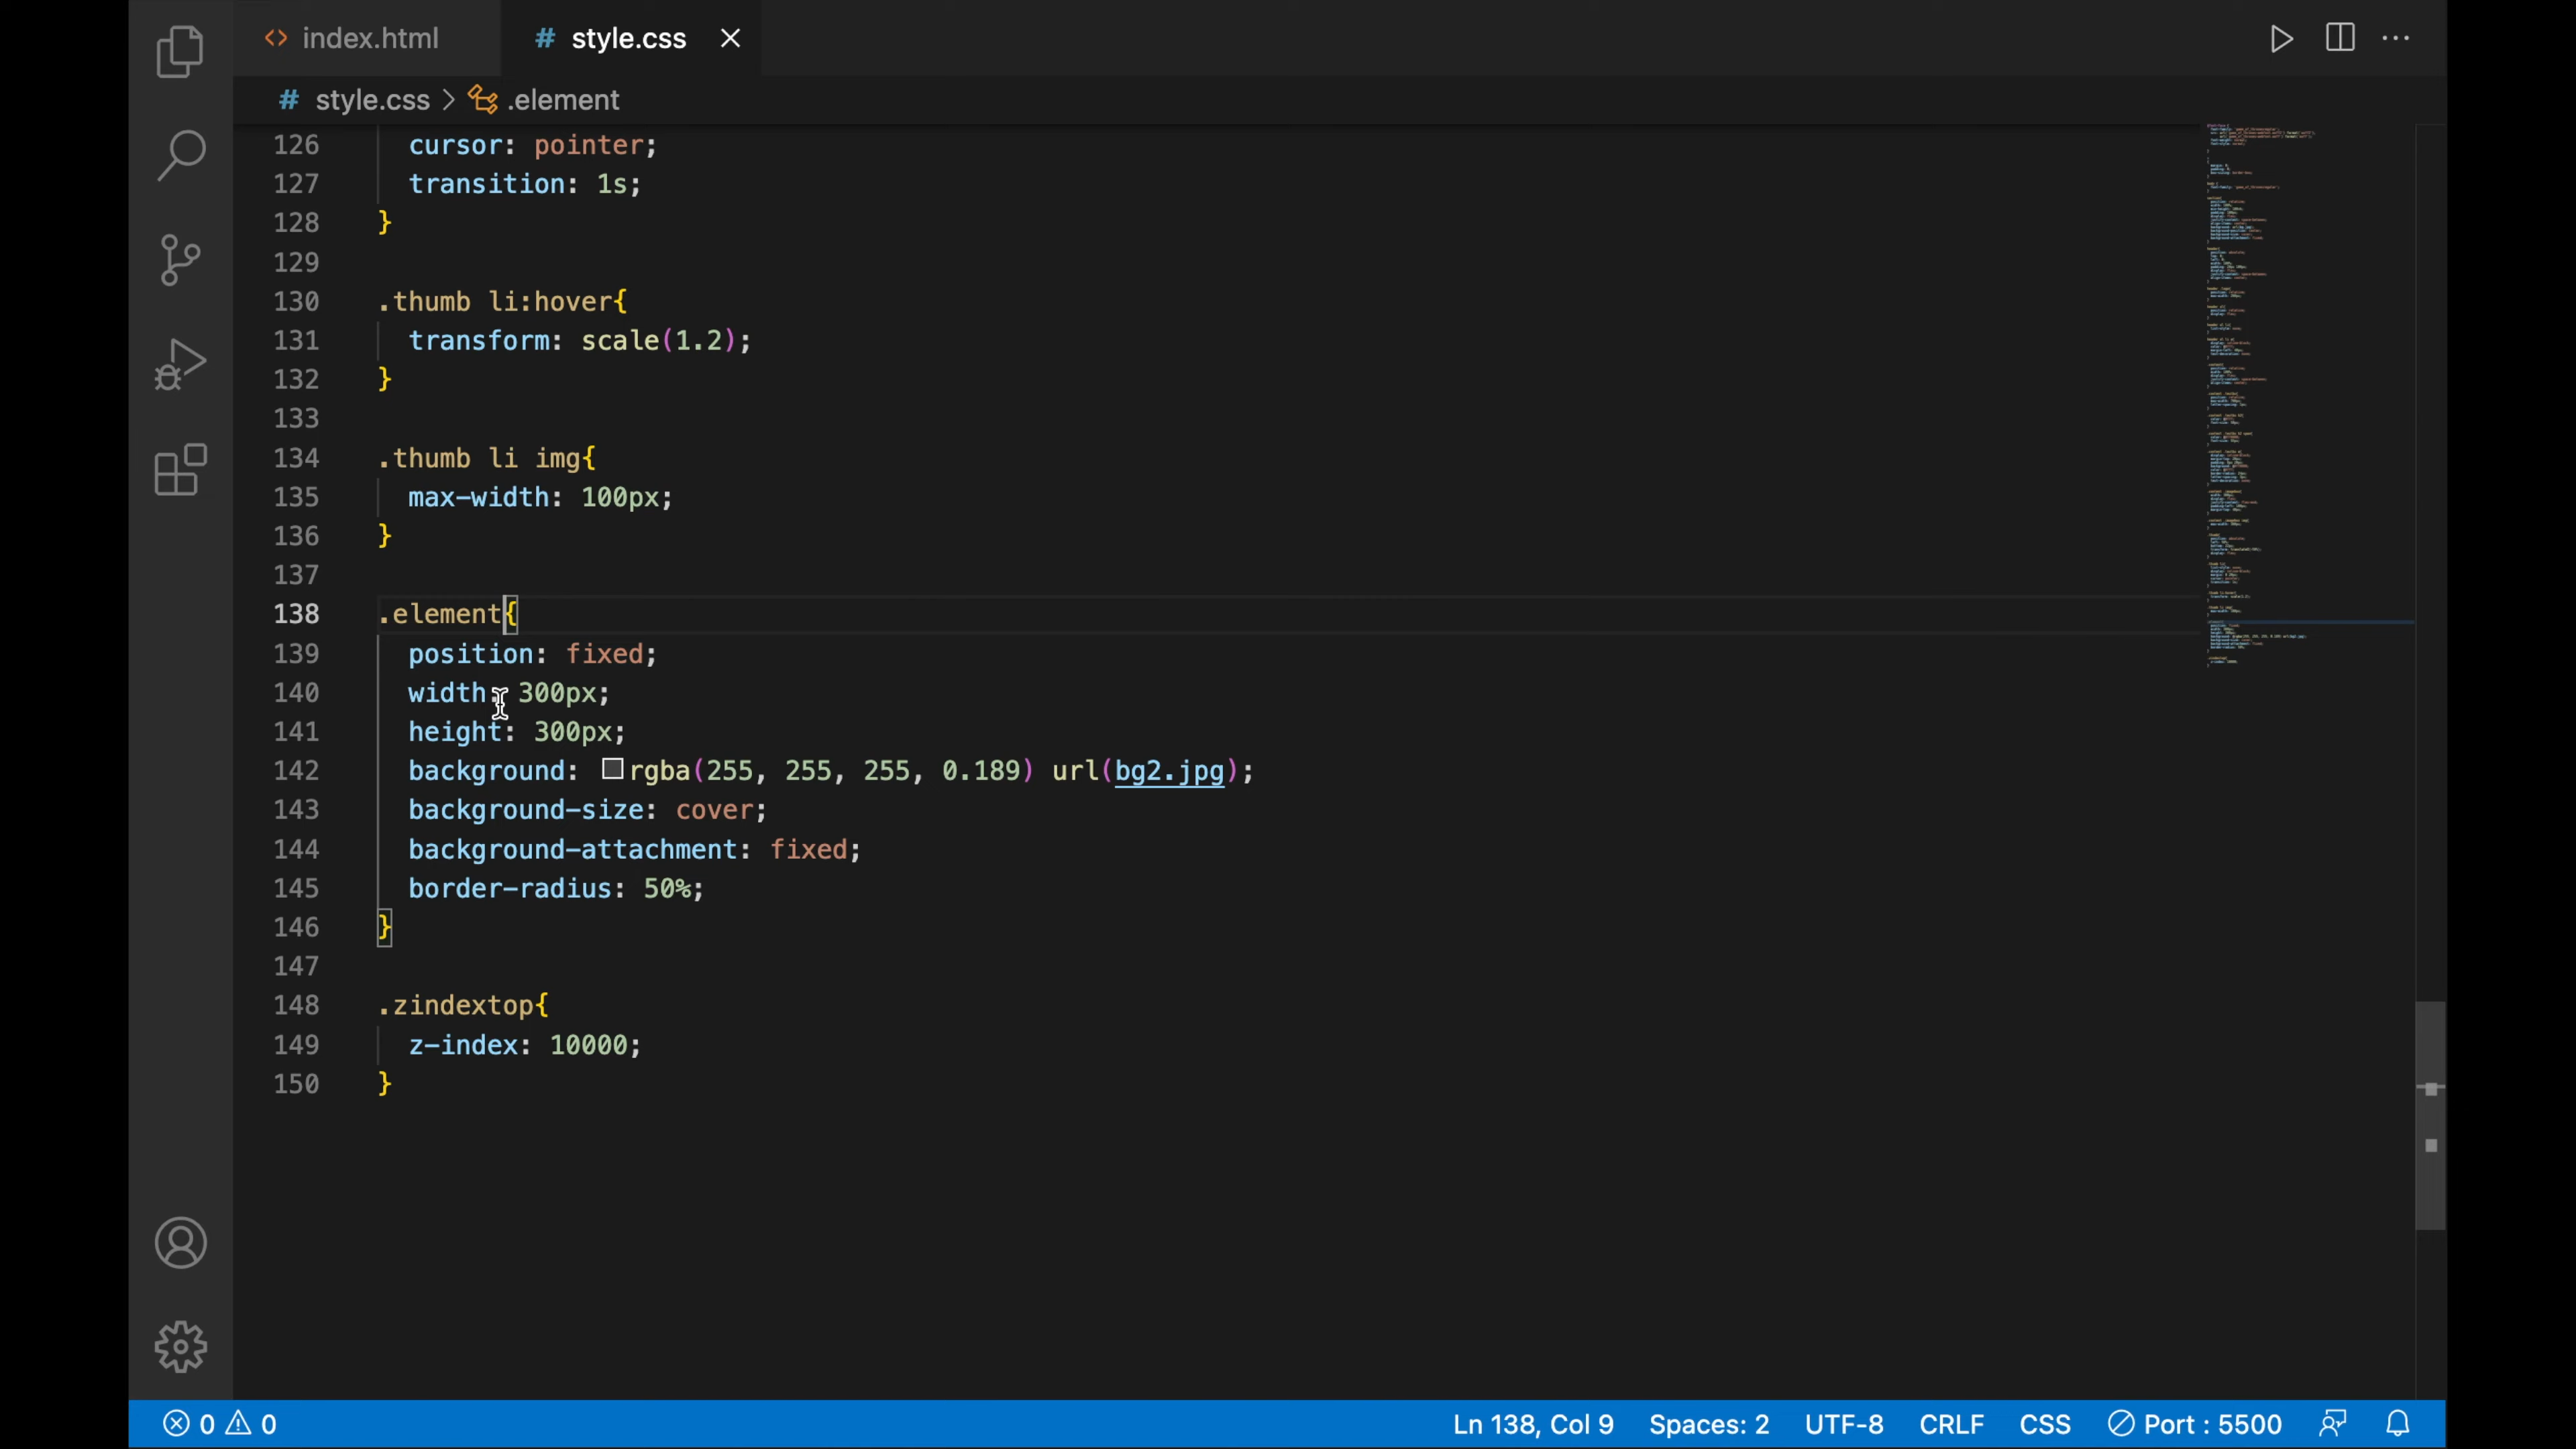 index.html
# style.css
# style.css > .element
126 cursor: pointer;
127 transition: 1s;
128 }
129
130 .thumb li:hover{
131 transform: scale(1.2);
132 }
133
134 .thumb li img{
135 max-width: 100px;
136 }
137
138 .element{
139 position: fixed;
140 width: 300px;
141 height: 300px;
142 background: rgba(255, 255, 255, 0.189) url(bg2.jpg);
143 background-size: cover;
144 background-attachment: fixed;
145 border-radius: 50%;
146 }
147
148 .zindextop{
149 z-index: 10000;
150 }
0 0
Ln 138, Col 9 Spaces: 2 UTF-8 CRLF CSS Port : 5500